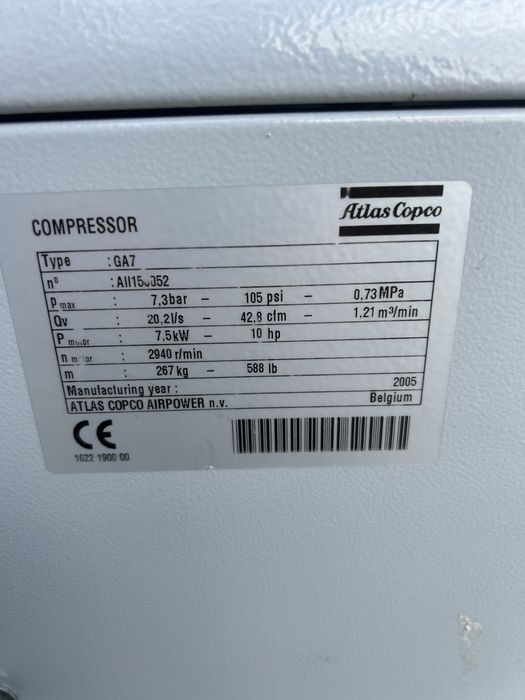 Atlas Copco
COMPRESSOR
Type : GA7
nº :
P max : 7,3bar – 105 psi – 0,73MPa
Qv : 20,2l/s – 42,8 cfm – 1.21 m³/min
P motor : 7.5kW – 10 hp
n motor : 2940 r/min
m : 267 kg – 588 lb
Manufacturing year : 2005
ATLAS COPCO AIRPOWER n.v. Belgium
CE
1622 1900 00